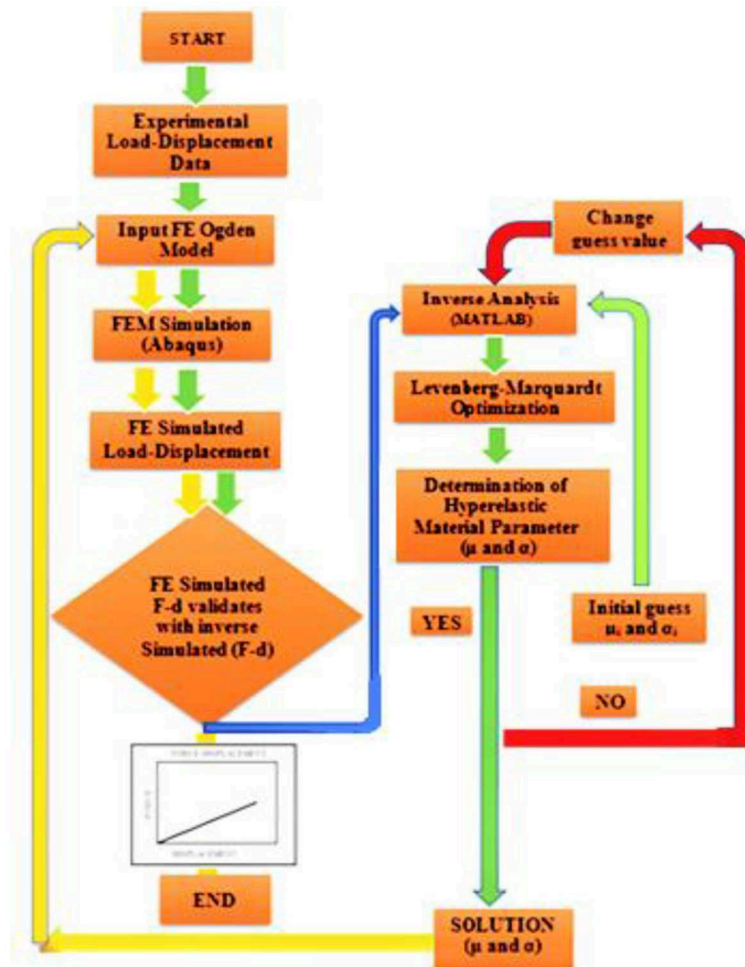 START
Experimental
Load-Displacement
Data
Input FE Ogden
Model
FEM Simulation
(Abaqus)
FE Simulated
Load-Displacement
FE Simulated
F-d validates
with inverse
Simulated (F-d)
END
Change
guess value
Inverse Analysis
(MATLAB)
Levenberg-Marquardt
Optimization
Determination of
Hyperelastic
Material Parameter
(μ and α)
YES
Initial guess
μᵢ and αᵢ
NO
SOLUTION
(μ and α)